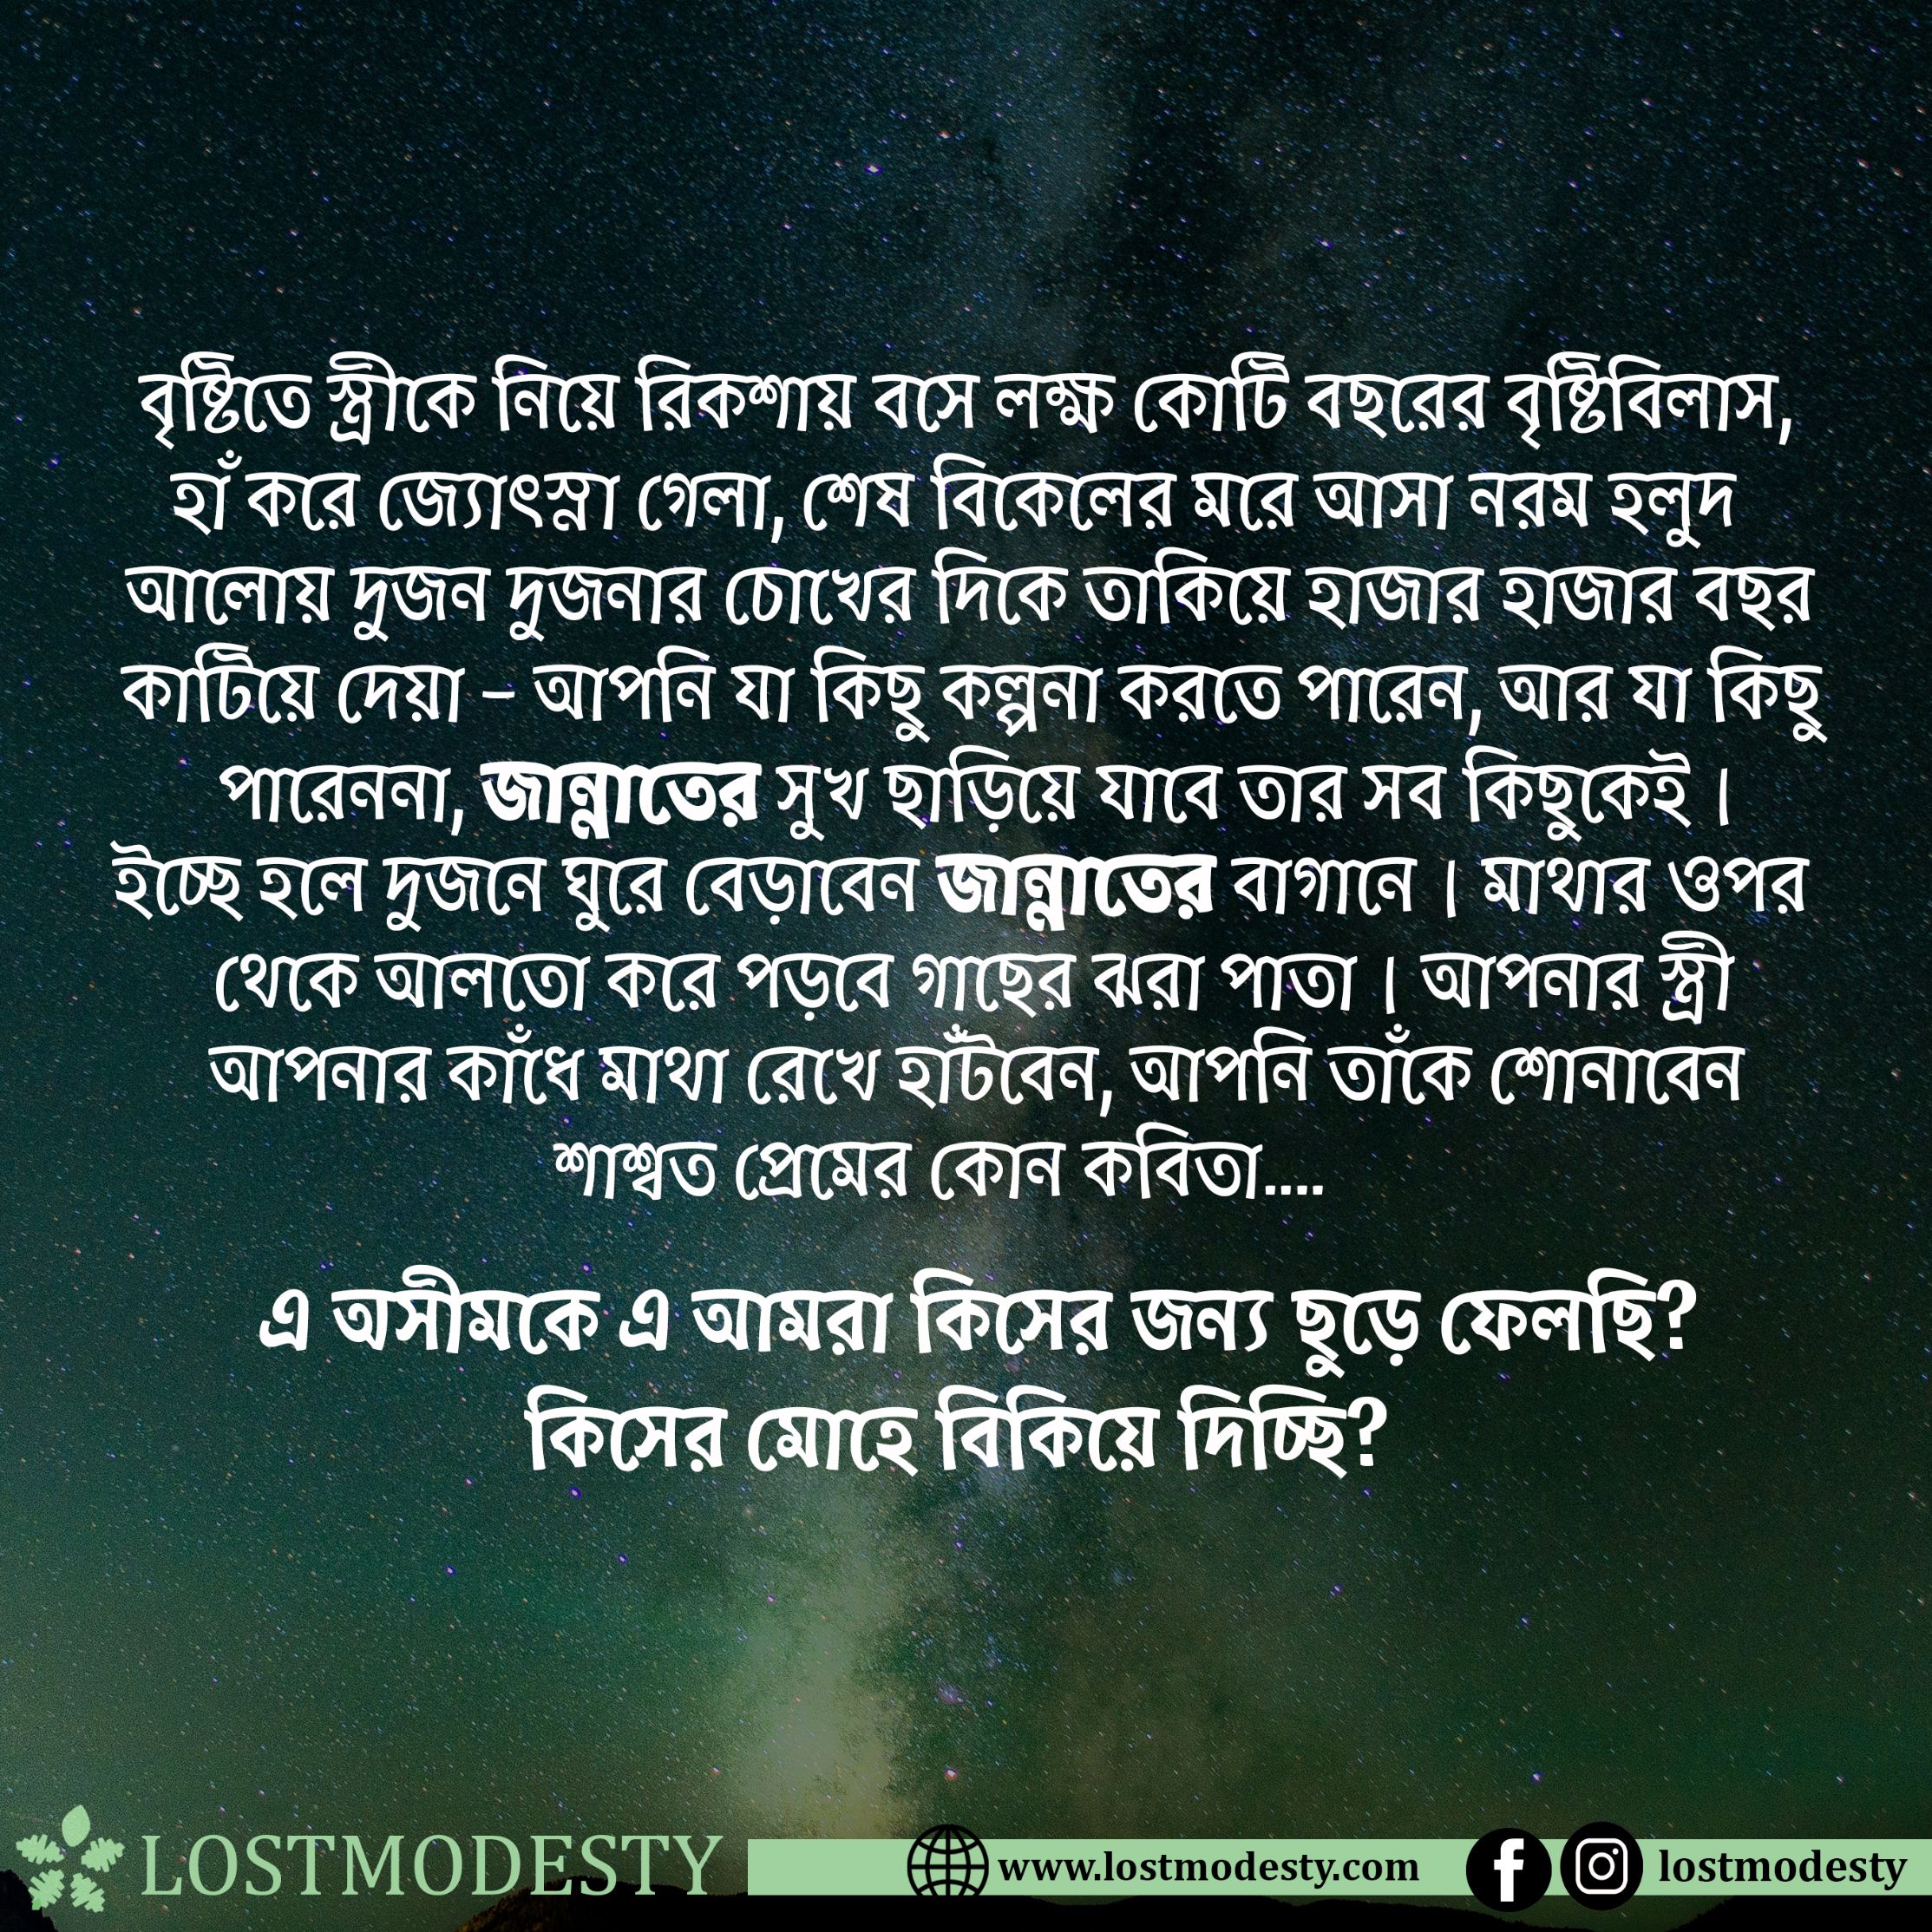 বৃষ্টিতে স্ত্রীকে নিয়ে রিকশায় বসে লক্ষ কোটি বছরের বৃষ্টিবিলাস,
হাঁ করে জ্যোৎস্না গেলা, শেষ বিকেলের মরে আসা নরম হলুদ
আলোয় দুজন দুজনার চোখের দিকে তাকিয়ে হাজার হাজার বছর
কাটিয়ে দেয়া – আপনি যা কিছু কল্পনা করতে পারেন, আর যা কিছু
পারেননা, জান্নাতের সুখ ছাড়িয়ে যাবে তার সব কিছুকেই ।
ইচ্ছে হলে দুজনে ঘুরে বেড়াবেন জান্নাতের বাগানে । মাথার ওপর
থেকে আলতো করে পড়বে গাছের ঝরা পাতা । আপনার স্ত্রী
আপনার কাঁধে মাথা রেখে হাঁটবেন, আপনি তাঁকে শোনাবেন
শাশ্বত প্রেমের কোন কবিতা....
এ অসীমকে এ আমরা কিসের জন্য ছুড়ে ফেলছি?
কিসের মোহে বিকিয়ে দিচ্ছি?
LOSTMODESTY www.lostmodesty.com lostmodesty